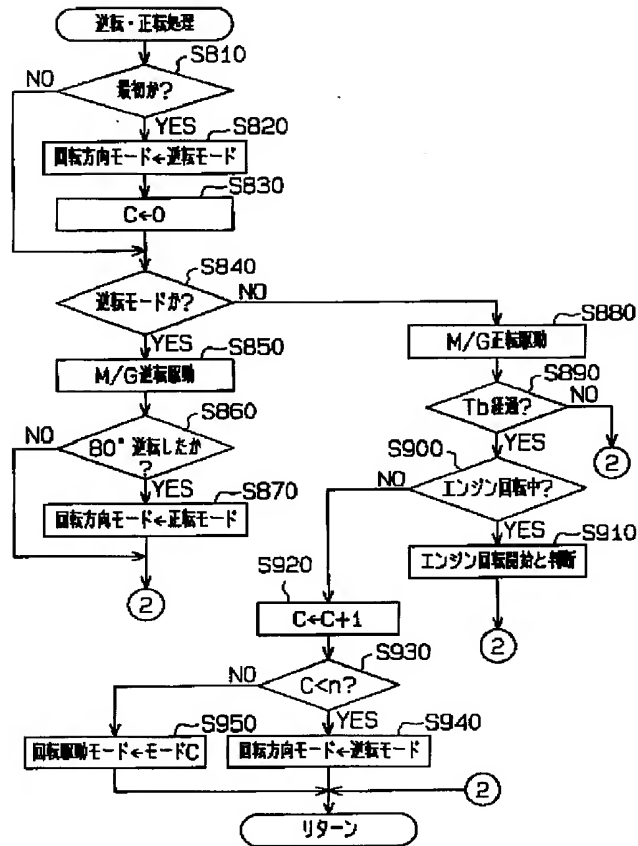 逆転・正転処理
S810
最初か?
NO
YES
S820
回転方向モード←逆転モード
S830
C←0
S840
逆転モードか?
NO
YES
S850
M/G逆転駆動
S860
80°逆転したか
?
NO
YES
S870
回転方向モード←正転モード
2
S880
M/G正転駆動
S890
Tb経過?
NO
2
YES
S900
エンジン回転中?
NO
YES
S910
エンジン回転開始と判断
2
S920
C←C+1
S930
C<n?
NO
YES
S950
回転駆動モード←モードC
S940
回転方向モード←逆転モード
2
リターン